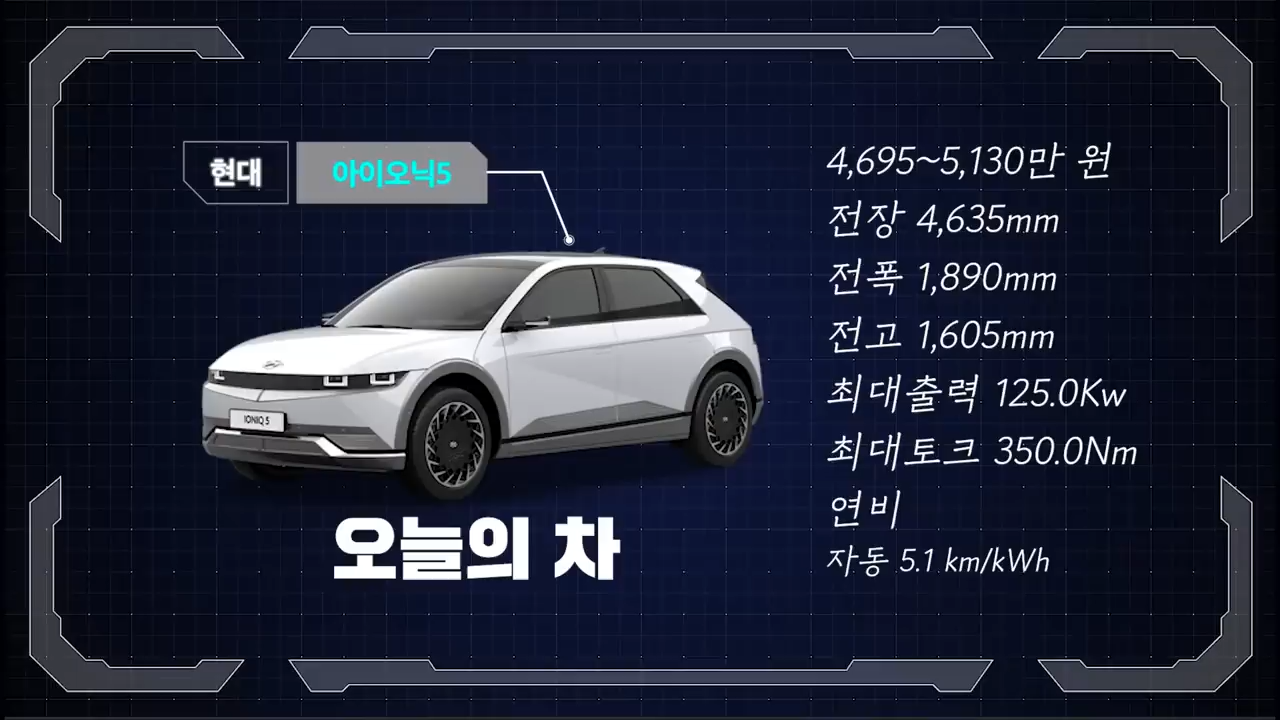 현대
아이오닉5
IONIQ 5
오늘의 차
4,695~5,130만 원
전장 4,635mm
전폭 1,890mm
전고 1,605mm
최대출력 125.0Kw
최대토크 350.0Nm
연비
자동 5.1 km/kWh